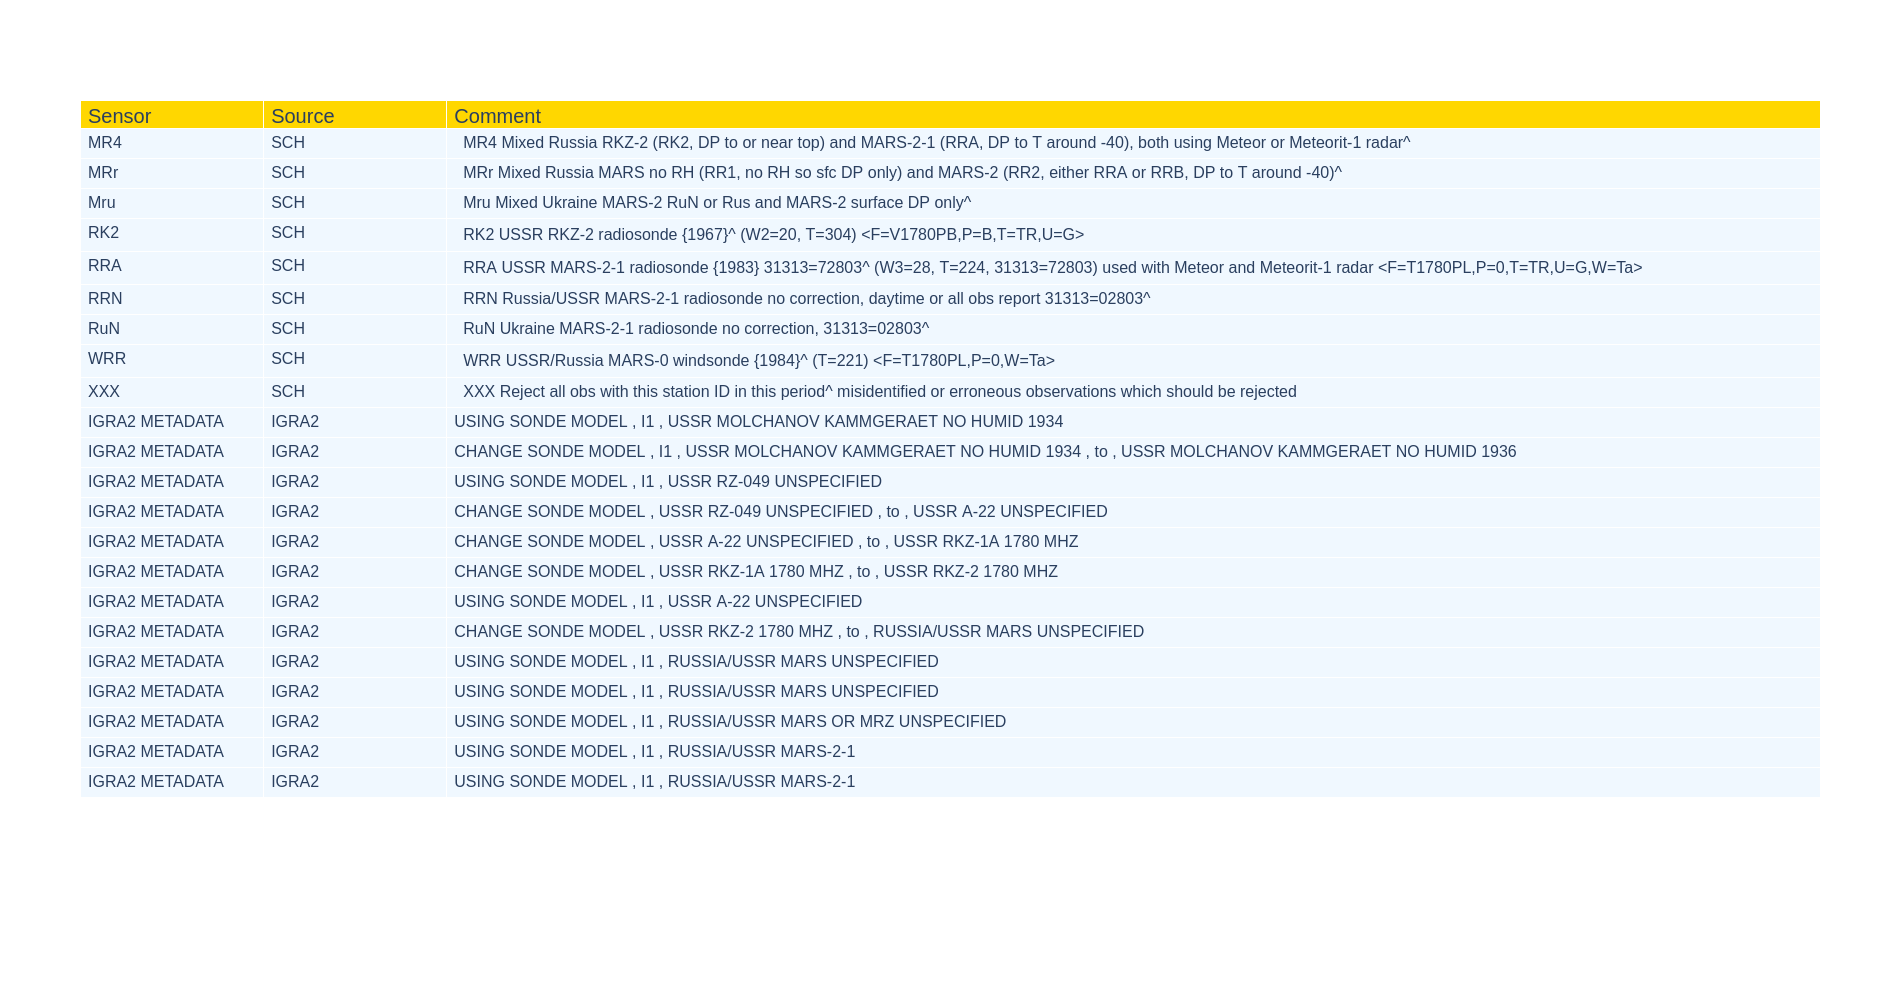 Sensor Source Comment
MR4 SCH MR4 Mixed Russia RKZ-2 (RK2, DP to or near top) and MARS-2-1 (RRA, DP to T around -40), both using Meteor or Meteorit-1 radar^
MRr SCH MRr Mixed Russia MARS no RH (RR1, no RH so sfc DP only) and MARS-2 (RR2, either RRA or RRB, DP to T around -40)^
Mru SCH Mru Mixed Ukraine MARS-2 RuN or Rus and MARS-2 surface DP only^
RK2 SCH RK2 USSR RKZ-2 radiosonde {1967}^ (W2=20, T=304) <F=V1780PB,P=B,T=TR,U=G>
RRA SCH RRA USSR MARS-2-1 radiosonde {1983} 31313=72803^ (W3=28, T=224, 31313=72803) used with Meteor and Meteorit-1 radar <F=T1780PL,P=0,T=TR,U=G,W=Ta>
RRN SCH RRN Russia/USSR MARS-2-1 radiosonde no correction, daytime or all obs report 31313=02803^
RuN SCH RuN Ukraine MARS-2-1 radiosonde no correction, 31313=02803^
WRR SCH WRR USSR/Russia MARS-0 windsonde {1984}^ (T=221) <F=T1780PL,P=0,W=Ta>
XXX SCH XXX Reject all obs with this station ID in this period^ misidentified or erroneous observations which should be rejected
IGRA2 METADATA IGRA2 USING SONDE MODEL , I1 , USSR MOLCHANOV KAMMGERAET NO HUMID 1934
IGRA2 METADATA IGRA2 CHANGE SONDE MODEL , I1 , USSR MOLCHANOV KAMMGERAET NO HUMID 1934 , to , USSR MOLCHANOV KAMMGERAET NO HUMID 1936
IGRA2 METADATA IGRA2 USING SONDE MODEL , I1 , USSR RZ-049 UNSPECIFIED
IGRA2 METADATA IGRA2 CHANGE SONDE MODEL , USSR RZ-049 UNSPECIFIED , to , USSR A-22 UNSPECIFIED
IGRA2 METADATA IGRA2 CHANGE SONDE MODEL , USSR A-22 UNSPECIFIED , to , USSR RKZ-1A 1780 MHZ
IGRA2 METADATA IGRA2 CHANGE SONDE MODEL , USSR RKZ-1A 1780 MHZ , to , USSR RKZ-2 1780 MHZ
IGRA2 METADATA IGRA2 USING SONDE MODEL , I1 , USSR A-22 UNSPECIFIED
IGRA2 METADATA IGRA2 CHANGE SONDE MODEL , USSR RKZ-2 1780 MHZ , to , RUSSIA/USSR MARS UNSPECIFIED
IGRA2 METADATA IGRA2 USING SONDE MODEL , I1 , RUSSIA/USSR MARS UNSPECIFIED
IGRA2 METADATA IGRA2 USING SONDE MODEL , I1 , RUSSIA/USSR MARS UNSPECIFIED
IGRA2 METADATA IGRA2 USING SONDE MODEL , I1 , RUSSIA/USSR MARS OR MRZ UNSPECIFIED
IGRA2 METADATA IGRA2 USING SONDE MODEL , I1 , RUSSIA/USSR MARS-2-1
IGRA2 METADATA IGRA2 USING SONDE MODEL , I1 , RUSSIA/USSR MARS-2-1